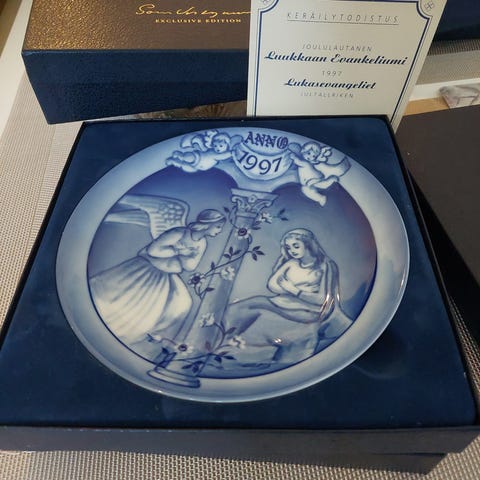 EXCLUSIVE EDITION
KERÄILYTODISTUS
JOULULAUTANEN
Luukkaan Evankeliumi
1997
Lukasevangeliet
JULTALLRIKEN
ANNO
1997